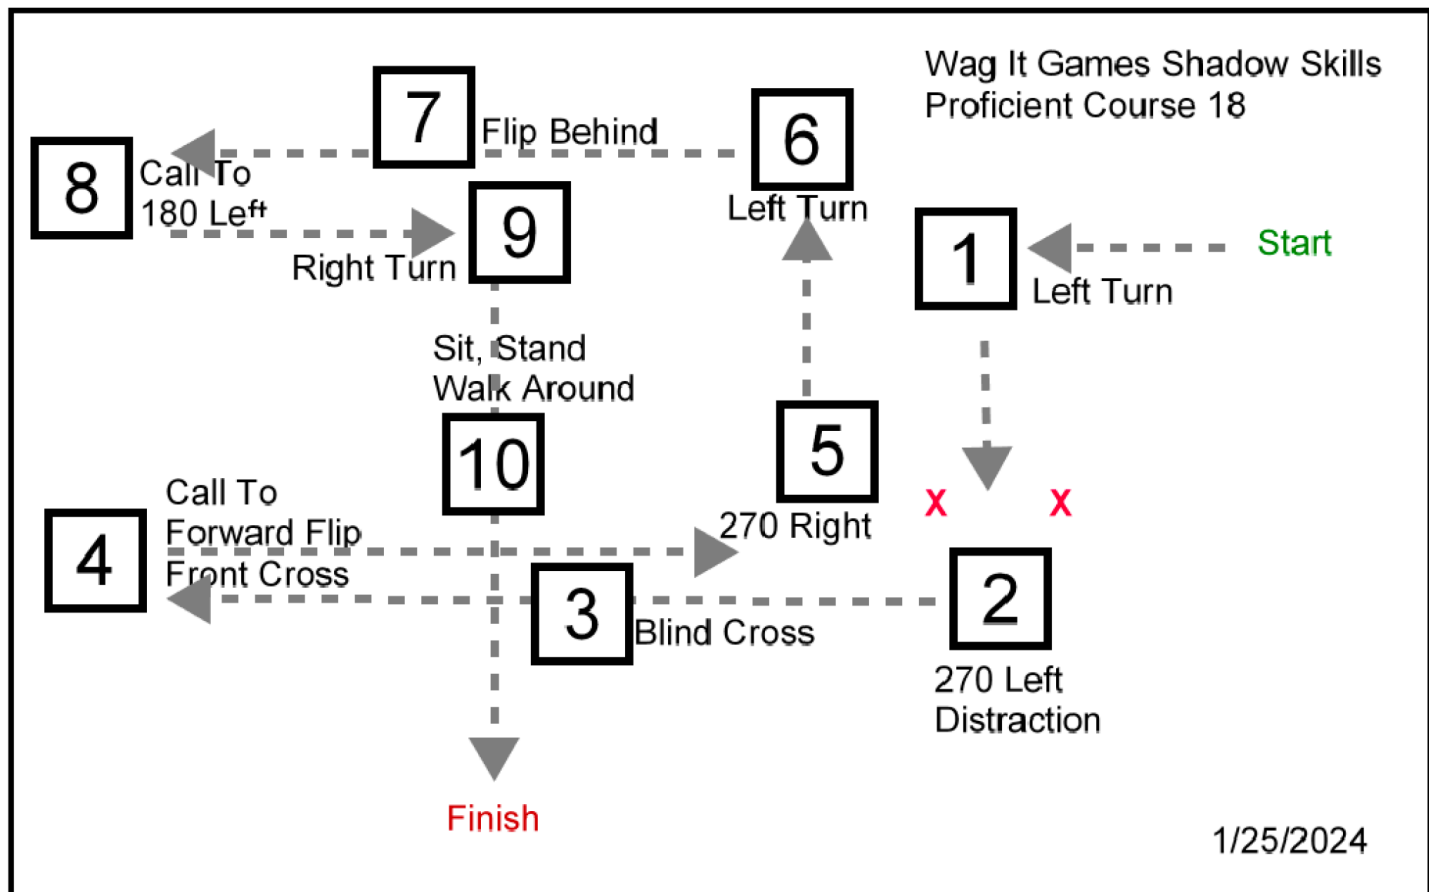 Wag It Games Shadow Skills
Proficient Course 18
7
Flip Behind
6
Left Turn
8
Call To
180 Left
9
Right Turn
1
Left Turn
Start
Sit, Stand
Walk Around
10
5
270 Right
X X
4
Call To
Forward Flip
Front Cross
3
Blind Cross
2
270 Left
Distraction
Finish
1/25/2024